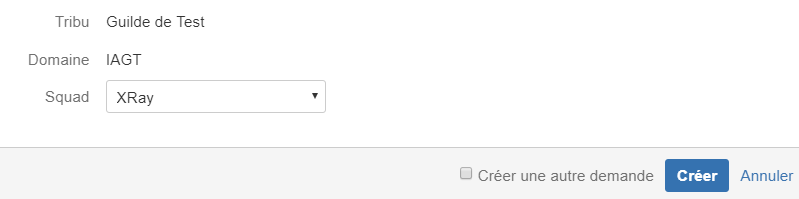 Tribu Guilde de Test
Domaine IAGT
Squad XRay
Créer une autre demande Créer Annuler